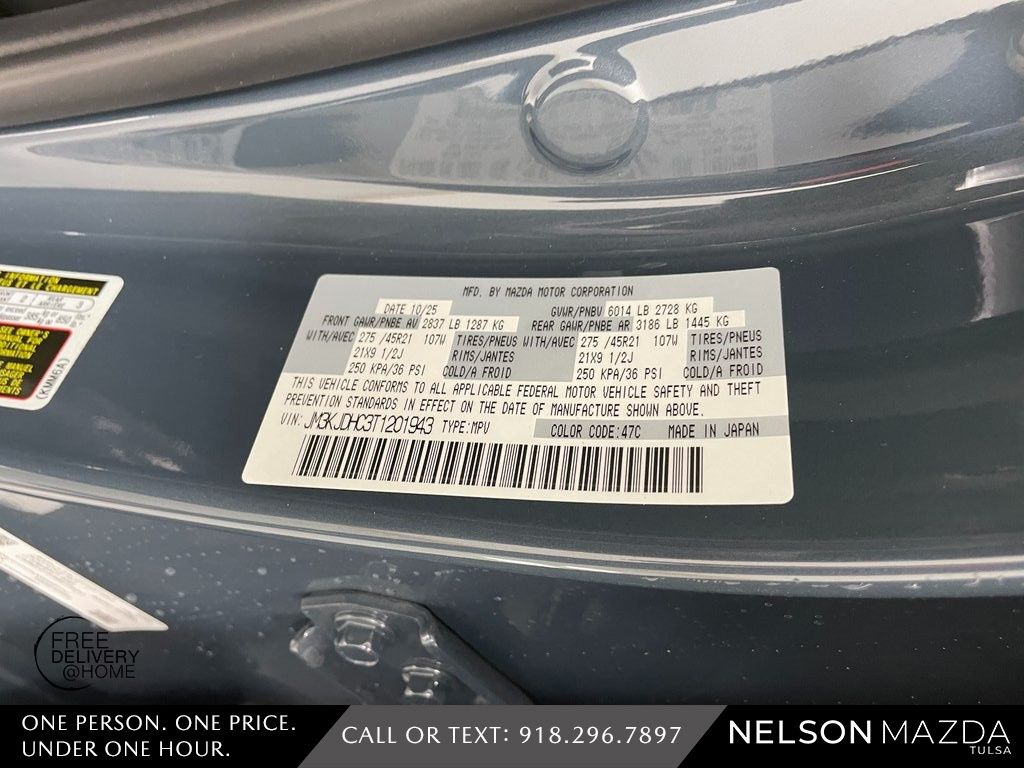 MFD. BY MAZDA MOTOR CORPORATION
DATE 10/25 GVWR/PNBV 6014 LB 2728 KG
FRONT GAWR/PNBE AV 2837 LB 1287 KG REAR GAWR/PNBE AR 3186 LB 1445 KG
WITH/AVEC 275 /45R21 107W TIRES/PNEUS WITH/AVEC 275 /45R21 107W TIRES/PNEUS
21X9 1/2J RIMS/JANTES 21X9 1/2J RIMS/JANTES
250 KPA/36 PSI COLD/A FROID 250 KPA/36 PSI COLD/A FROID
THIS VEHICLE CONFORMS TO ALL APPLICABLE FEDERAL MOTOR VEHICLE SAFETY AND THEFT
PREVENTION STANDARDS IN EFFECT ON THE DATE OF MANUFACTURE SHOWN ABOVE.
VIN: JM3KJDHC3T1201943 TYPE:MPV COLOR CODE:47C MADE IN JAPAN
(KMM6A)
FREE
DELIVERY
@HOME
ONE PERSON. ONE PRICE.
UNDER ONE HOUR.
CALL OR TEXT: 918.296.7897
NELSON MAZDA
TULSA